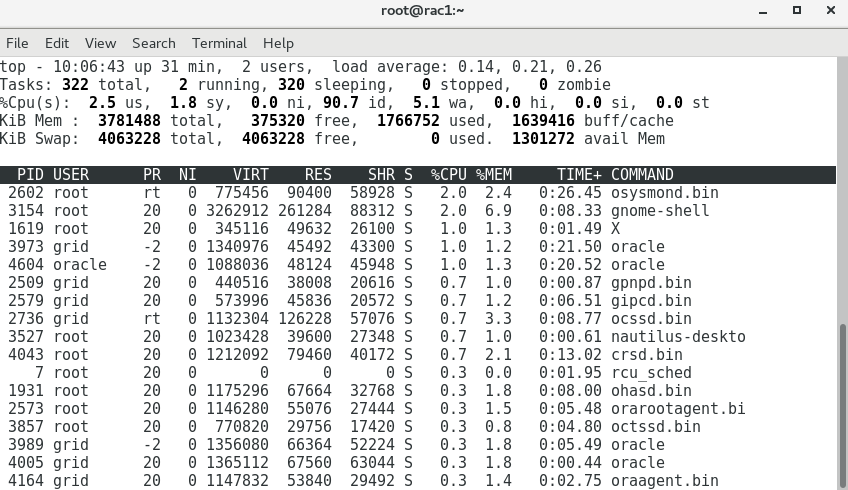 root@rac1:~
File Edit View Search Terminal Help
top - 10:06:43 up 31 min,  2 users,  load average: 0.14, 0.21, 0.26
Tasks: 322 total,   2 running, 320 sleeping,   0 stopped,   0 zombie
%Cpu(s):  2.5 us,  1.8 sy,  0.0 ni, 90.7 id,  5.1 wa,  0.0 hi,  0.0 si,  0.0 st
KiB Mem :  3781488 total,   375320 free,  1766752 used,  1639416 buff/cache
KiB Swap:  4063228 total,  4063228 free,        0 used.  1301272 avail Mem
PID USER      PR  NI    VIRT    RES    SHR S  %CPU %MEM     TIME+ COMMAND
2602 root      rt   0  775456  90400  58928 S   2.0  2.4   0:26.45 osysmond.bin
3154 root      20   0 3262912 261284  88312 S   2.0  6.9   0:08.33 gnome-shell
1619 root      20   0  345116  49632  26100 S   1.0  1.3   0:01.49 X
3973 grid      -2   0 1340976  45492  43300 S   1.0  1.2   0:21.50 oracle
4604 oracle    -2   0 1088036  48124  45948 S   1.0  1.3   0:20.52 oracle
2509 grid      20   0  440516  38008  20616 S   0.7  1.0   0:00.87 gpnpd.bin
2579 grid      20   0  573996  45836  20572 S   0.7  1.2   0:06.51 gipcd.bin
2736 grid      rt   0 1132304 126228  57076 S   0.7  3.3   0:08.77 ocssd.bin
3527 root      20   0 1023428  39600  27348 S   0.7  1.0   0:00.61 nautilus-deskto
4043 root      20   0 1212092  79460  40172 S   0.7  2.1   0:13.02 crsd.bin
7 root      20   0       0      0      0 S   0.3  0.0   0:01.95 rcu_sched
1931 root      20   0 1175296  67664  32768 S   0.3  1.8   0:08.00 ohasd.bin
2573 root      20   0 1146280  55076  27444 S   0.3  1.5   0:05.48 orarootagent.bi
3857 root      20   0  770820  29756  17420 S   0.3  0.8   0:04.80 octssd.bin
3989 grid      -2   0 1356080  66364  52224 S   0.3  1.8   0:05.49 oracle
4005 grid      20   0 1365112  67560  63044 S   0.3  1.8   0:00.44 oracle
4164 grid      20   0 1147832  53840  29492 S   0.3  1.4   0:02.75 oraagent.bin